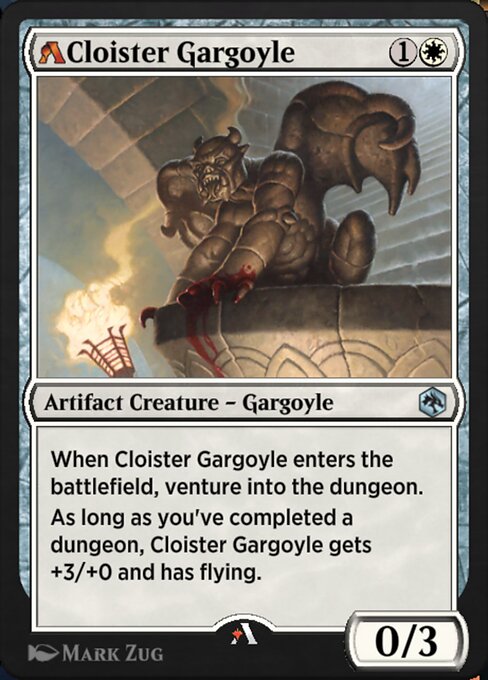 Cloister Gargoyle 1
Artifact Creature ~ Gargoyle
When Cloister Gargoyle enters the
battlefield, venture into the dungeon.
As long as you've completed a
dungeon, Cloister Gargoyle gets
+3/+0 and has flying.
0/3
Mark Zug